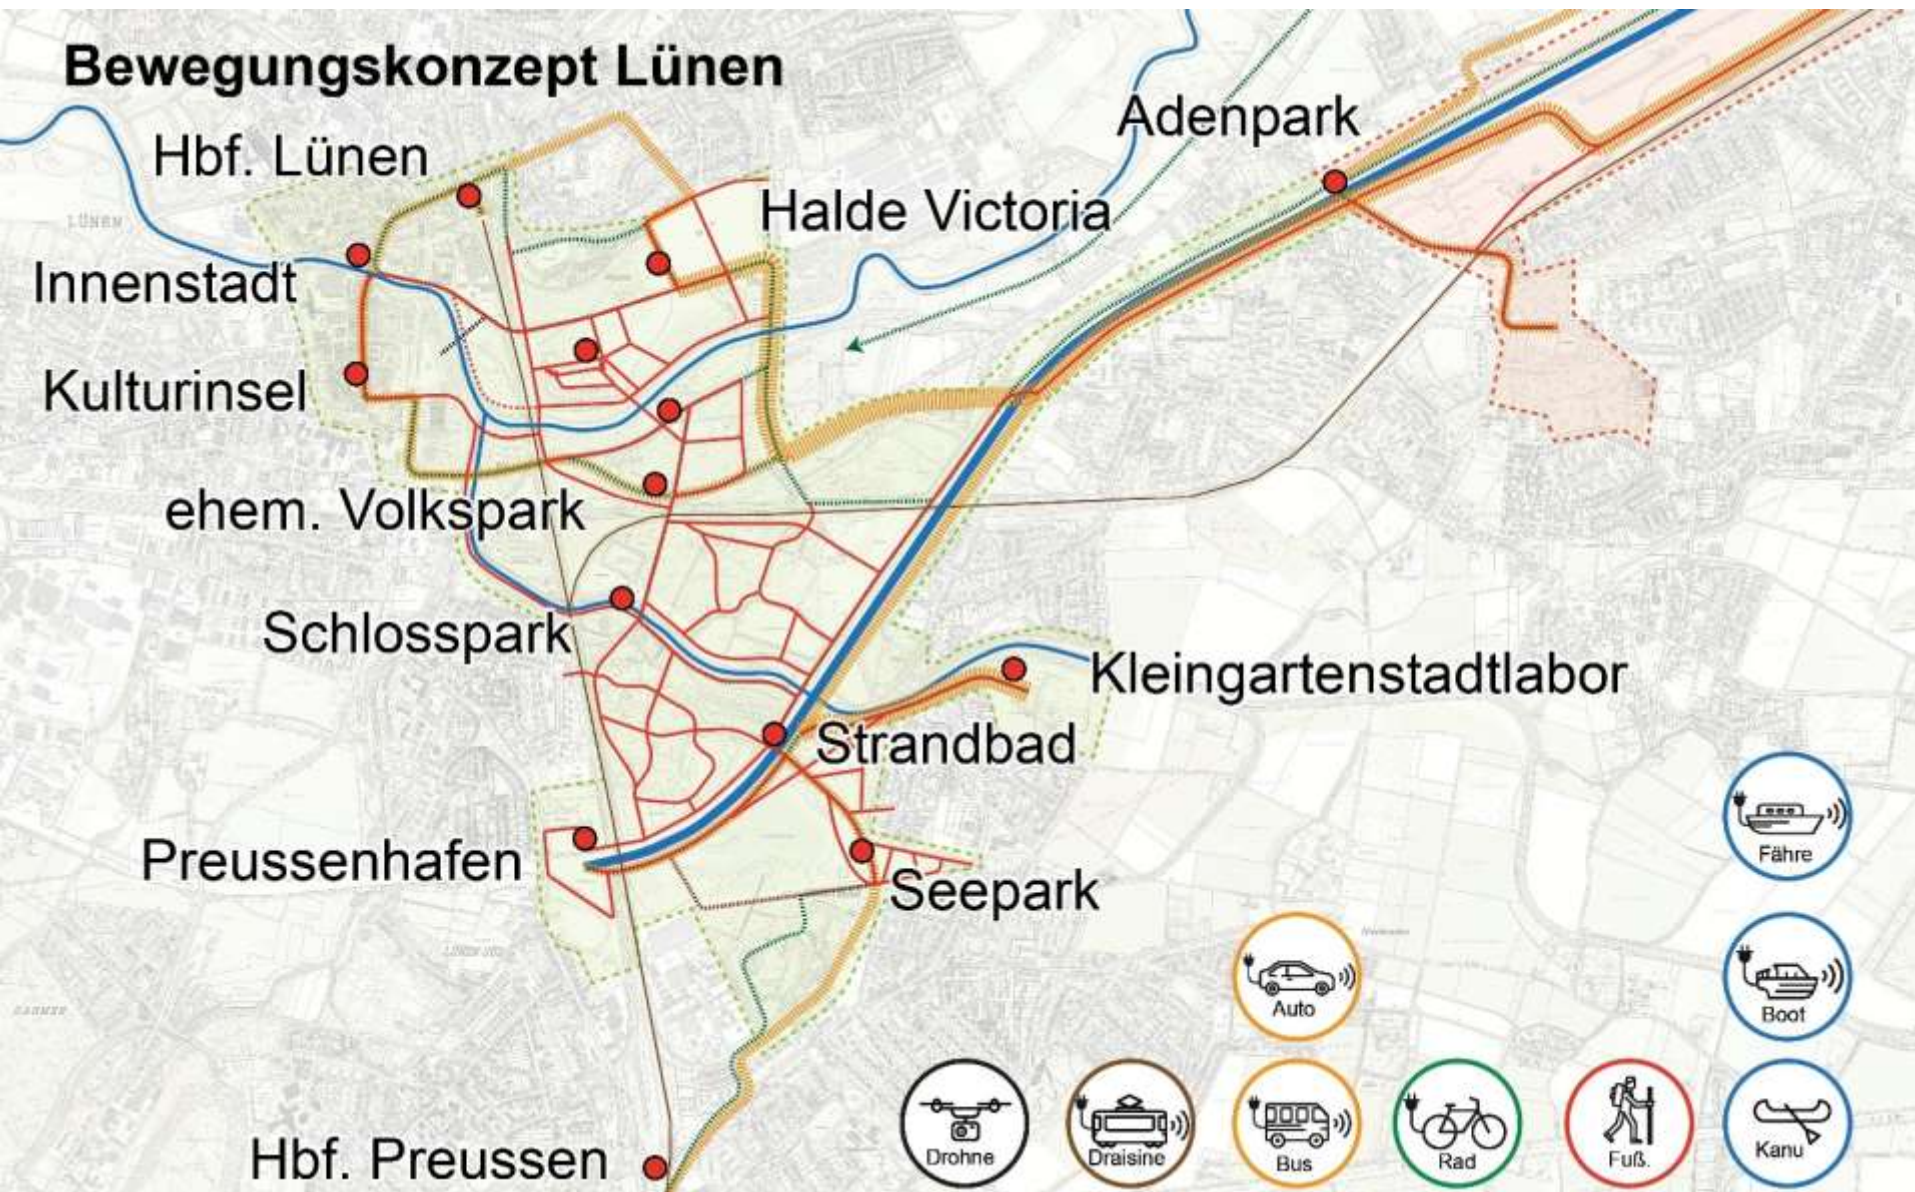 Bewegungskonzept Lünen
Adenpark
Hbf. Lünen
Halde Victoria
LÜNEN
Innenstadt
Kulturinsel
ehem. Volkspark
Schlosspark
Kleingartenstadtlabor
Strandbad
Fähre
Preussenhafen
Seepark
Auto
Boot
Hbf. Preussen
Drohne
Draisine
Bus
Rad
Fuß.
Kanu